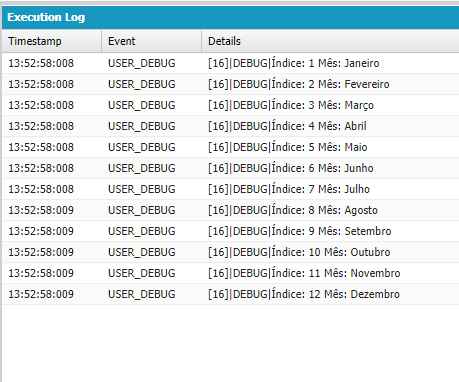 Execution Log
Timestamp Event Details
13:52:58:008 USER_DEBUG [16]|DEBUG|Índice: 1 Mês: Janeiro
13:52:58:008 USER_DEBUG [16]|DEBUG|Índice: 2 Mês: Fevereiro
13:52:58:008 USER_DEBUG [16]|DEBUG|Índice: 3 Mês: Março
13:52:58:008 USER_DEBUG [16]|DEBUG|Índice: 4 Mês: Abril
13:52:58:008 USER_DEBUG [16]|DEBUG|Índice: 5 Mês: Maio
13:52:58:008 USER_DEBUG [16]|DEBUG|Índice: 6 Mês: Junho
13:52:58:008 USER_DEBUG [16]|DEBUG|Índice: 7 Mês: Julho
13:52:58:009 USER_DEBUG [16]|DEBUG|Índice: 8 Mês: Agosto
13:52:58:009 USER_DEBUG [16]|DEBUG|Índice: 9 Mês: Setembro
13:52:58:009 USER_DEBUG [16]|DEBUG|Índice: 10 Mês: Outubro
13:52:58:009 USER_DEBUG [16]|DEBUG|Índice: 11 Mês: Novembro
13:52:58:009 USER_DEBUG [16]|DEBUG|Índice: 12 Mês: Dezembro